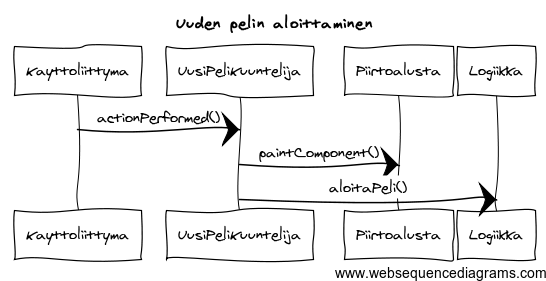 Uuden pelin aloittaminen
Kayttoliittyma UusiPeliKuuntelija Piirtoalusta Logiikka
actionPerformed()
paintComponent()
aloitaPeli()
Kayttoliittyma UusiPeliKuuntelija Piirtoalusta Logiikka
www.websequencediagrams.com